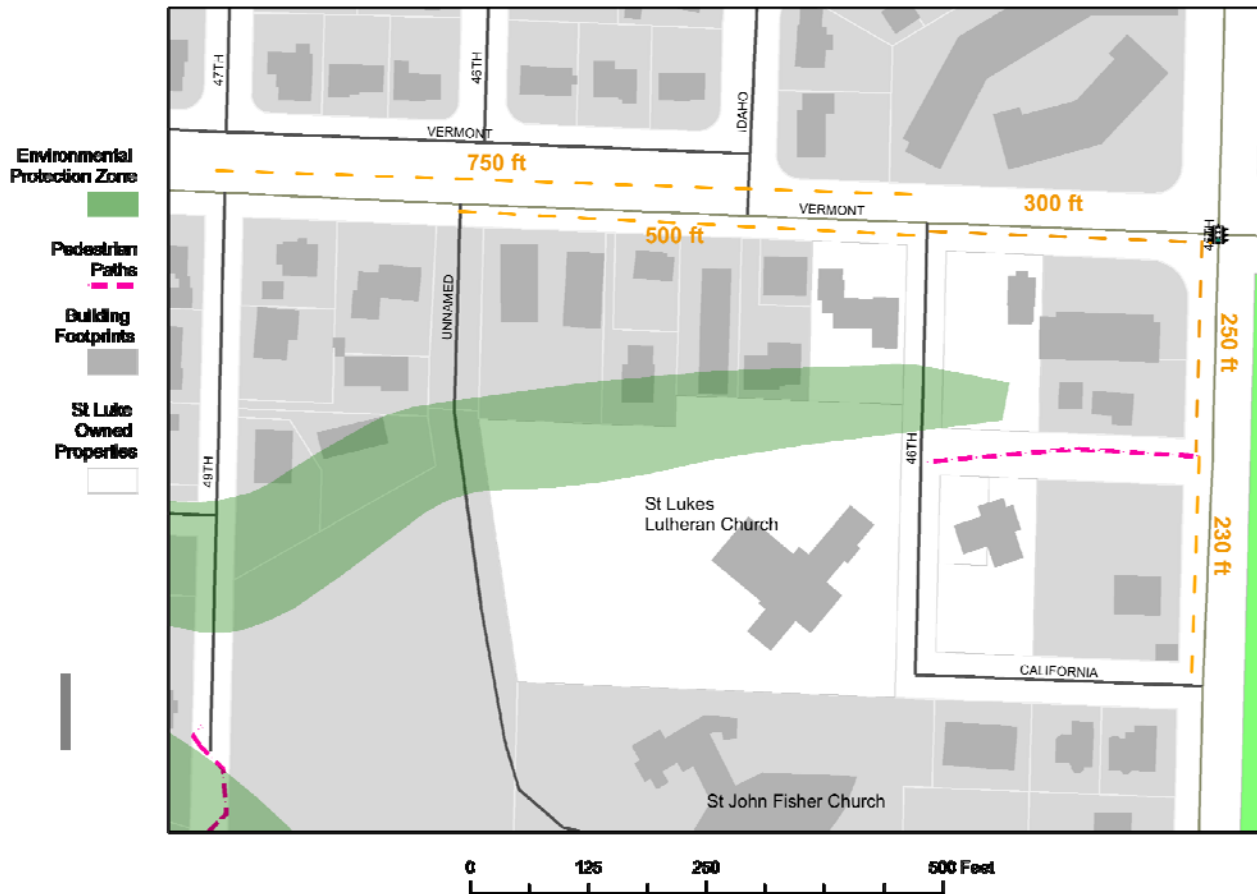 47TH
46TH
IDAHO
VERMONT
750 ft
Environmental
Protection Zone
VERMONT
300 ft
500 ft
UNNAMED
Pedestrian
Paths
Building
Footprints
250 ft
St Luke
Owned
Properties
49TH
46TH
St Lukes
Lutheran Church
230 ft
CALIFORNIA
St John Fisher Church
0
125
250
500 Feet